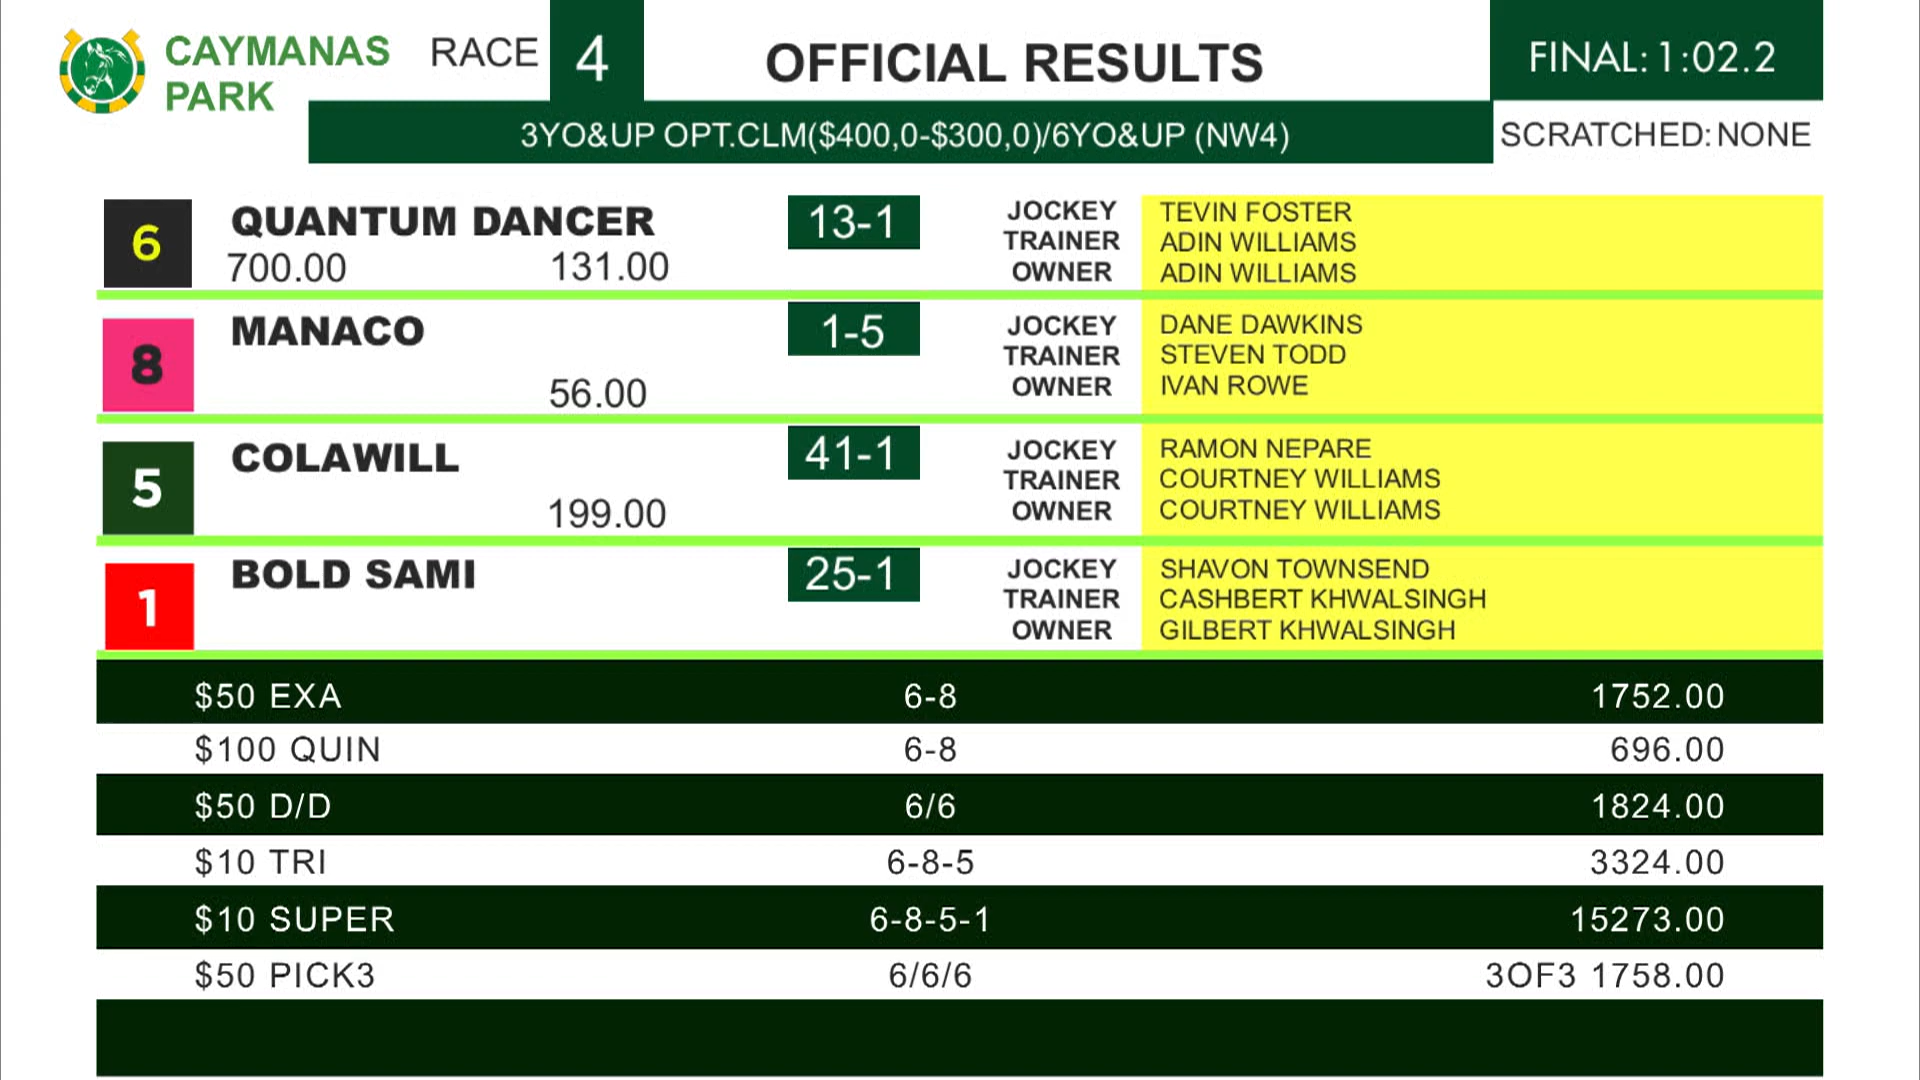 CAYMANAS
PARK
RACE 4
OFFICIAL RESULTS
FINAL: 1:02.2
3YO&UP OPT.CLM($400,0-$300,0)/6YO&UP (NW4)
SCRATCHED: NONE
6 QUANTUM DANCER 13-1
700.00 131.00
JOCKEY TEVIN FOSTER
TRAINER ADIN WILLIAMS
OWNER ADIN WILLIAMS
8 MANACO 1-5
56.00
JOCKEY DANE DAWKINS
TRAINER STEVEN TODD
OWNER IVAN ROWE
5 COLAWILL 41-1
199.00
JOCKEY RAMON NEPARE
TRAINER COURTNEY WILLIAMS
OWNER COURTNEY WILLIAMS
1 BOLD SAMI 25-1
JOCKEY SHAVON TOWNSEND
TRAINER CASHBERT KHWALSINGH
OWNER GILBERT KHWALSINGH
$50 EXA 6-8 1752.00
$100 QUIN 6-8 696.00
$50 D/D 6/6 1824.00
$10 TRI 6-8-5 3324.00
$10 SUPER 6-8-5-1 15273.00
$50 PICK3 6/6/6 3OF3 1758.00